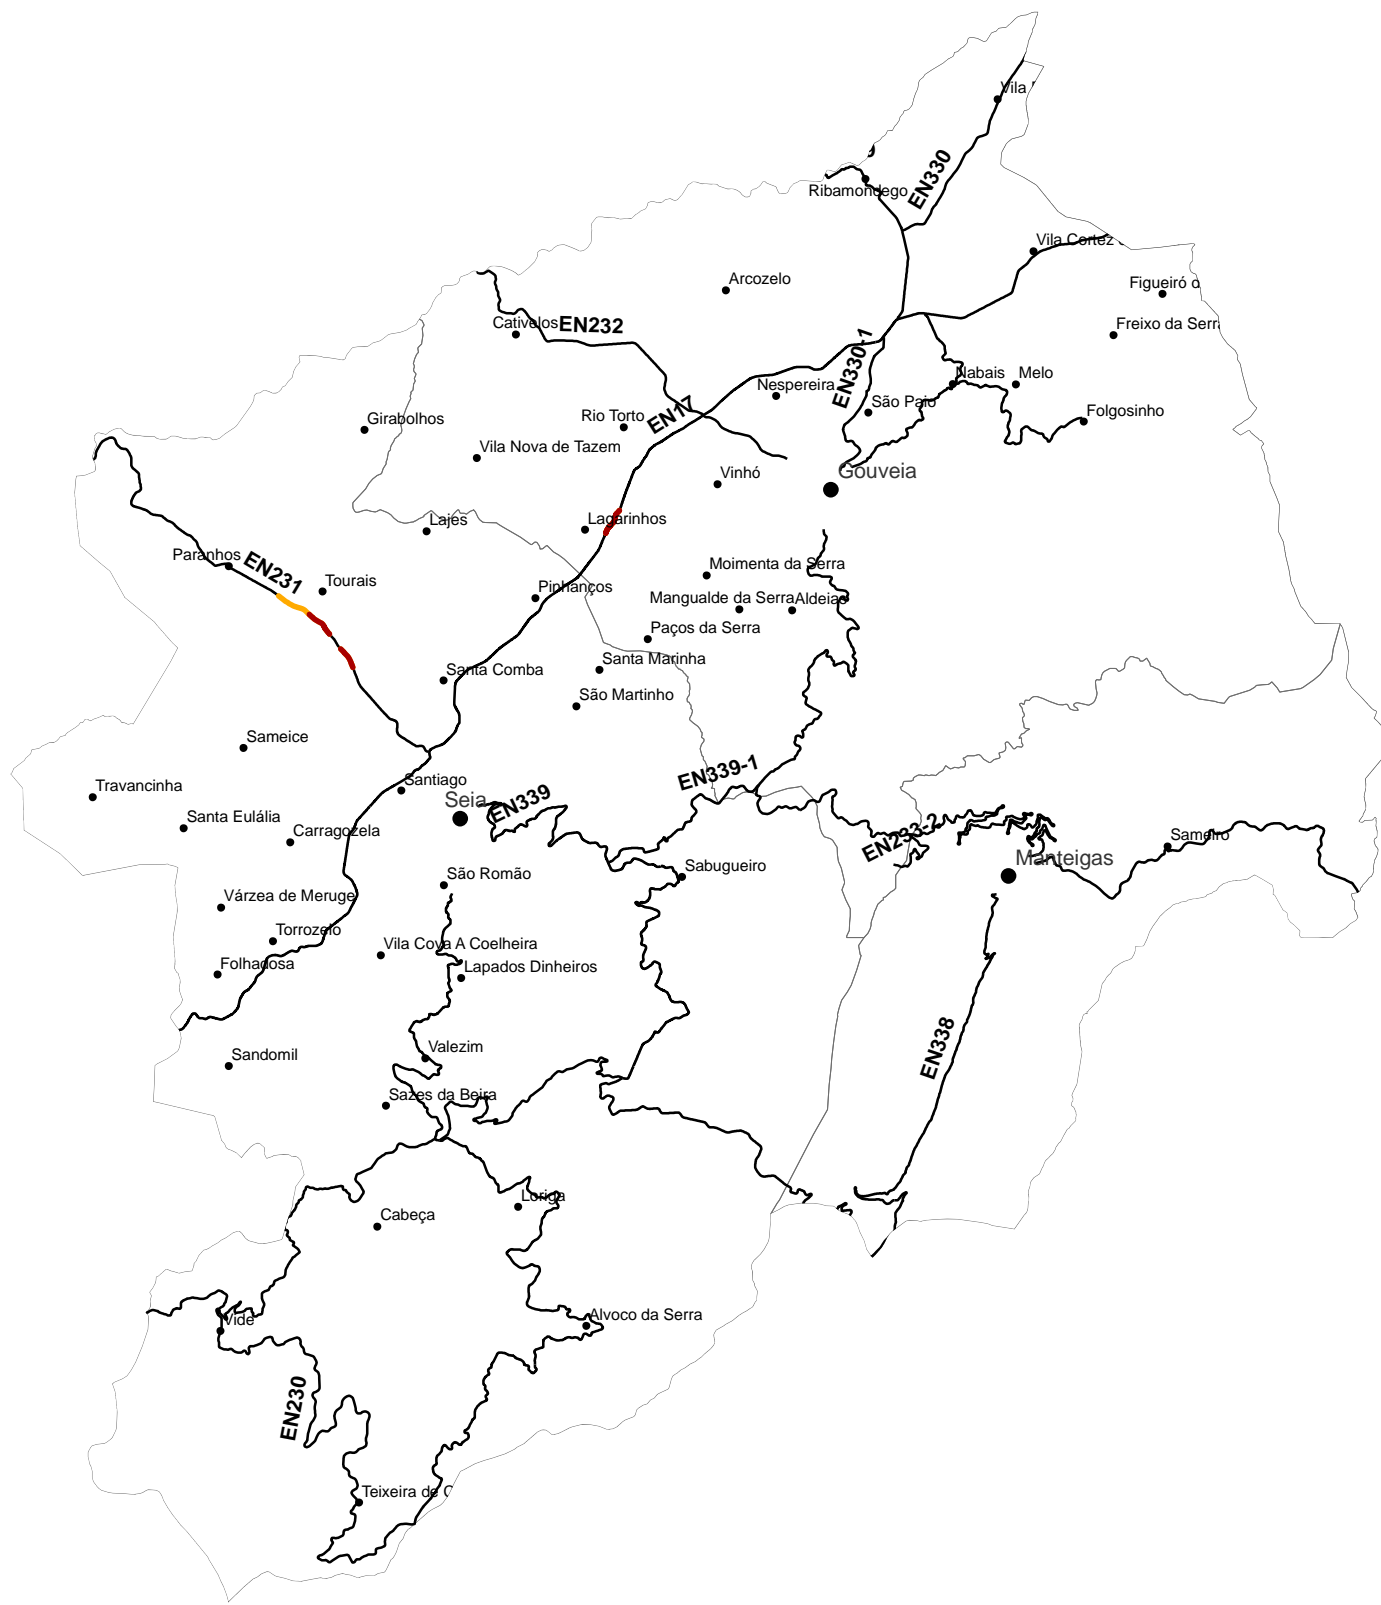 Vila
EN330
Ribamondego
Vila Cortez
Arcozelo
Figueiró
Cativelos
EN232
Freixo da Serra
EN330-1
Nabais
Melo
Nespereira
São Paio
Folgosinho
Girabolhos
Rio Torto
EN17
Vila Nova de Tazem
Vinhó
Gouveia
Lajes
Lagarinhos
Paranhos
EN231
Tourais
Pinhanços
Moimenta da Serra
Mangualde da Serra
Aldeias
Paços da Serra
Santa Comba
Santa Marinha
São Martinho
Sameice
EN339-1
Travancinha
Santiago
Seia
EN339
Santa Eulália
Carragozela
EN233-2
Sameiro
Manteigas
São Romão
Sabugueiro
Várzea de Meruge
Torrozelo
Vila Cova A Coelheira
Folhadosa
Lapados Dinheiros
Sandomil
Valezim
EN338
Sazes da Beira
Loriga
Cabeça
Vide
Alvoco da Serra
EN230
Teixeira de